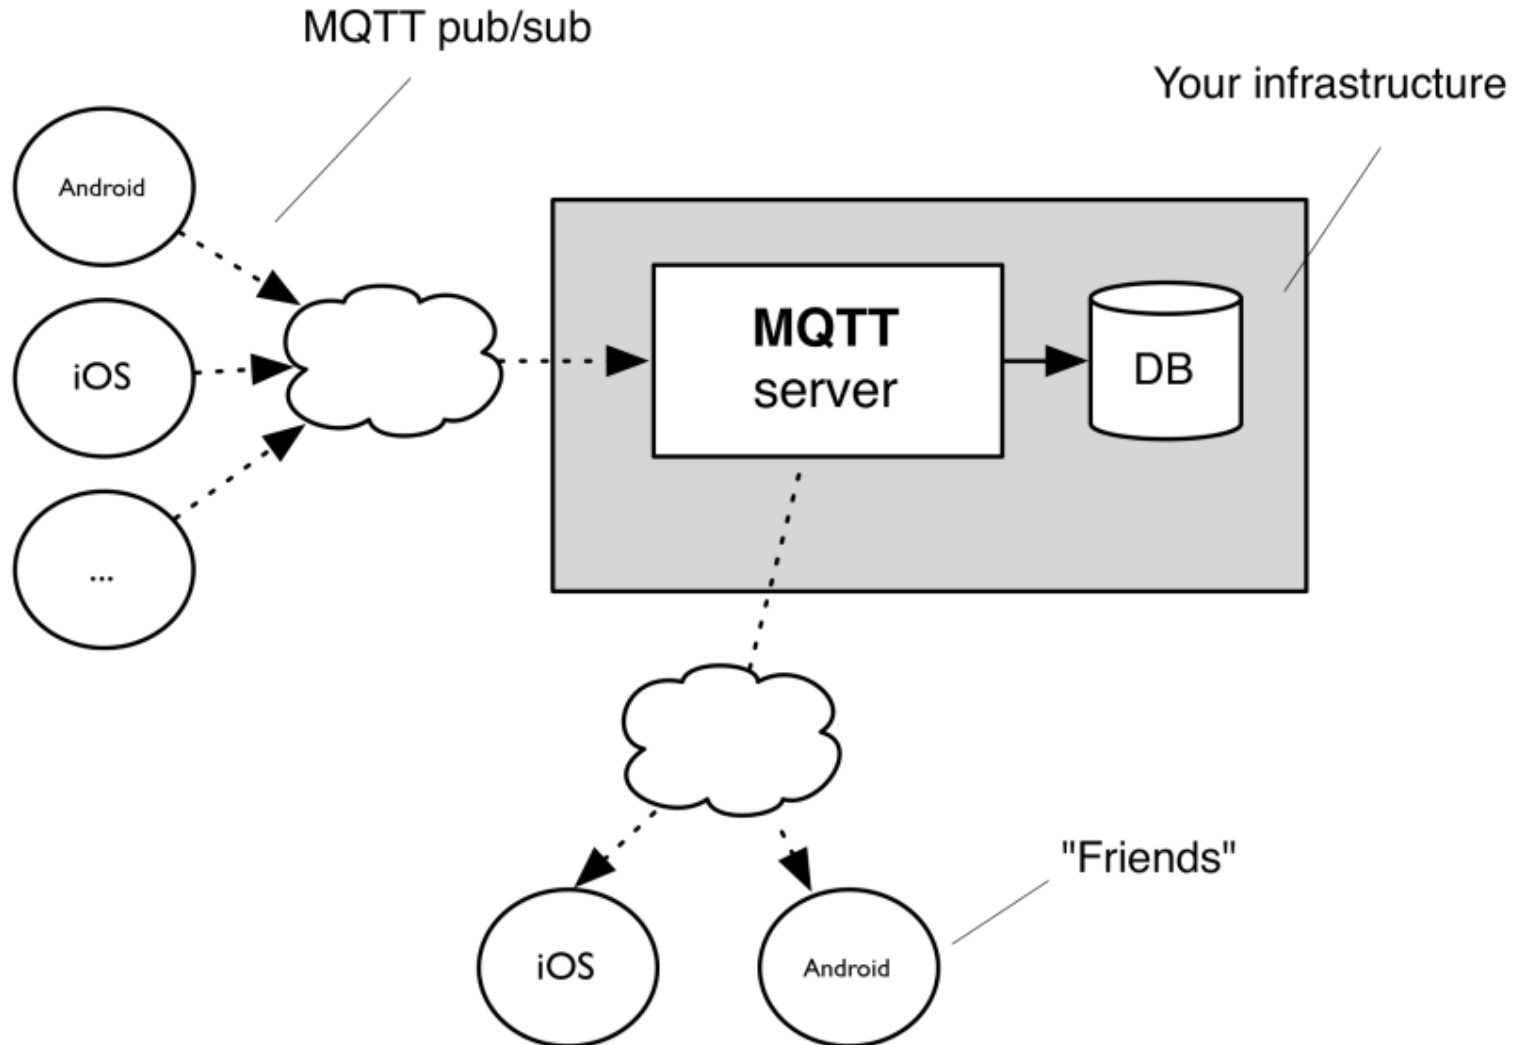 MQTT pub/sub
Your infrastructure
Android
iOS
...
MQTT
server
DB
"Friends"
iOS
Android